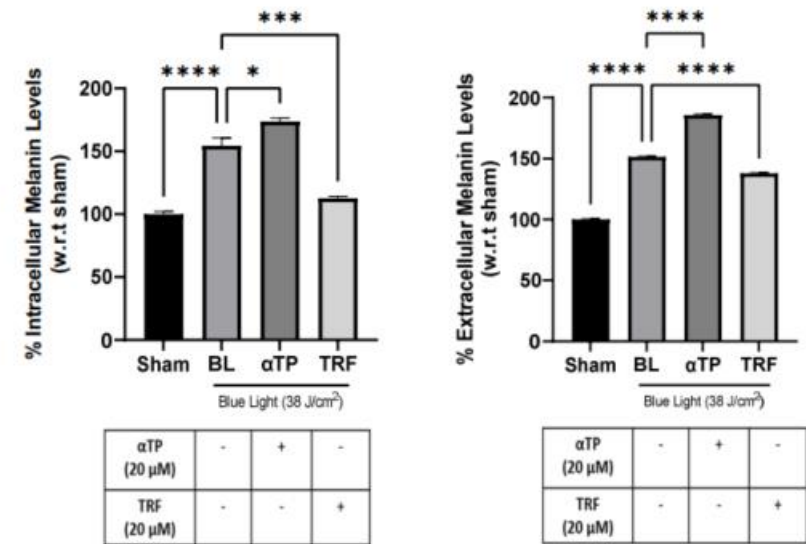 % Intracellular Melanin Levels
(w.r.t sham)
***
****
*
200
150
100
50
0
Sham BL αTP TRF
Blue Light (38 J/cm²)
αTP
(20 µM)
- + -
TRF
(20 µM)
- - +
% Extracellular Melanin Levels
(w.r.t sham)
****
****
****
200
150
100
50
0
Sham BL αTP TRF
Blue Light (38 J/cm²)
αTP
(20 µM)
- + -
TRF
(20 µM)
- - +